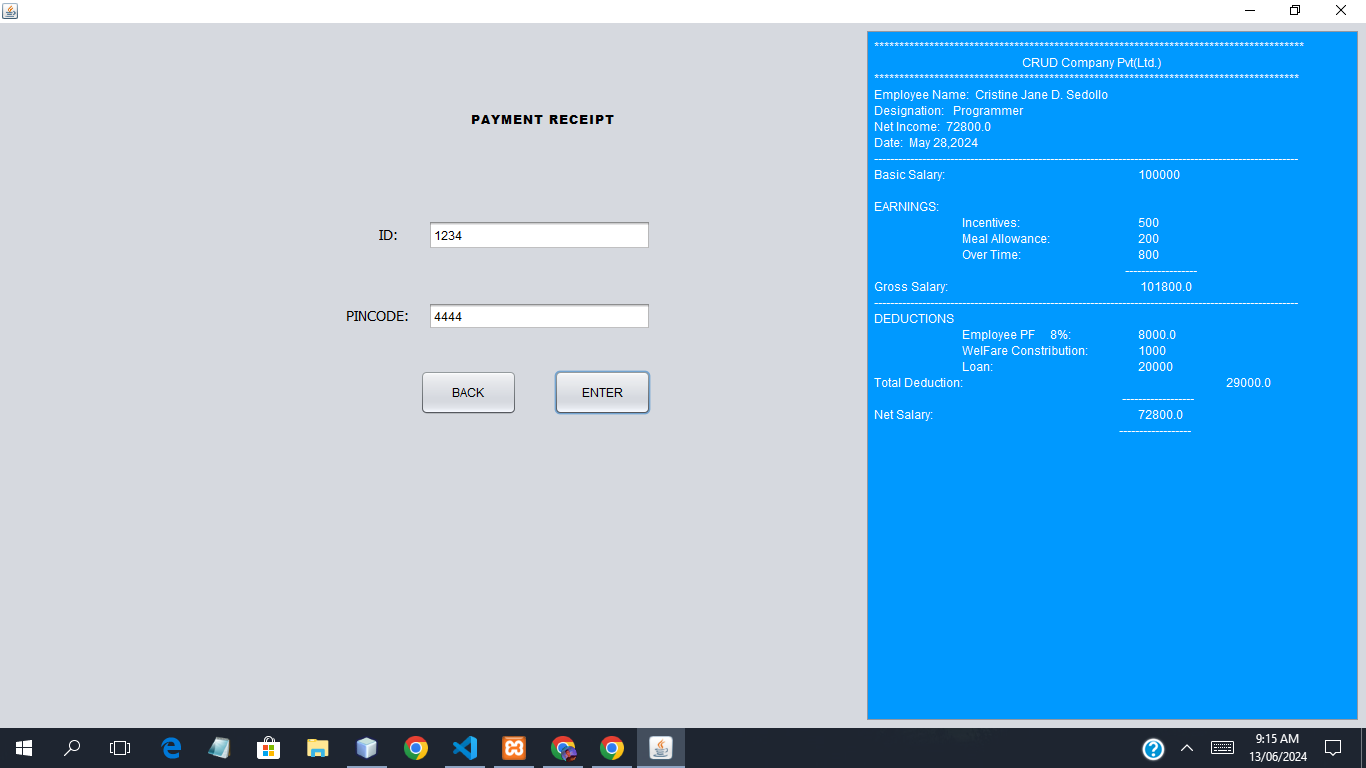 PAYMENT RECEIPT
ID: 1234
PINCODE: 4444
BACK ENTER
*****************************************************************************************
CRUD Company Pvt(Ltd.)
****************************************************************************************
Employee Name: Cristine Jane D. Sedollo
Designation: Programmer
Net Income: 72800.0
Date: May 28,2024
----------------------------------------------------------------------------------------------------------
Basic Salary: 100000
EARNINGS:
Incentives: 500
Meal Allowance: 200
Over Time: 800
------------------
Gross Salary: 101800.0
----------------------------------------------------------------------------------------------------------
DEDUCTIONS
Employee PF 8%: 8000.0
WelFare Constribution: 1000
Loan: 20000
Total Deduction: 29000.0
------------------
Net Salary: 72800.0
------------------
9:15 AM
13/06/2024